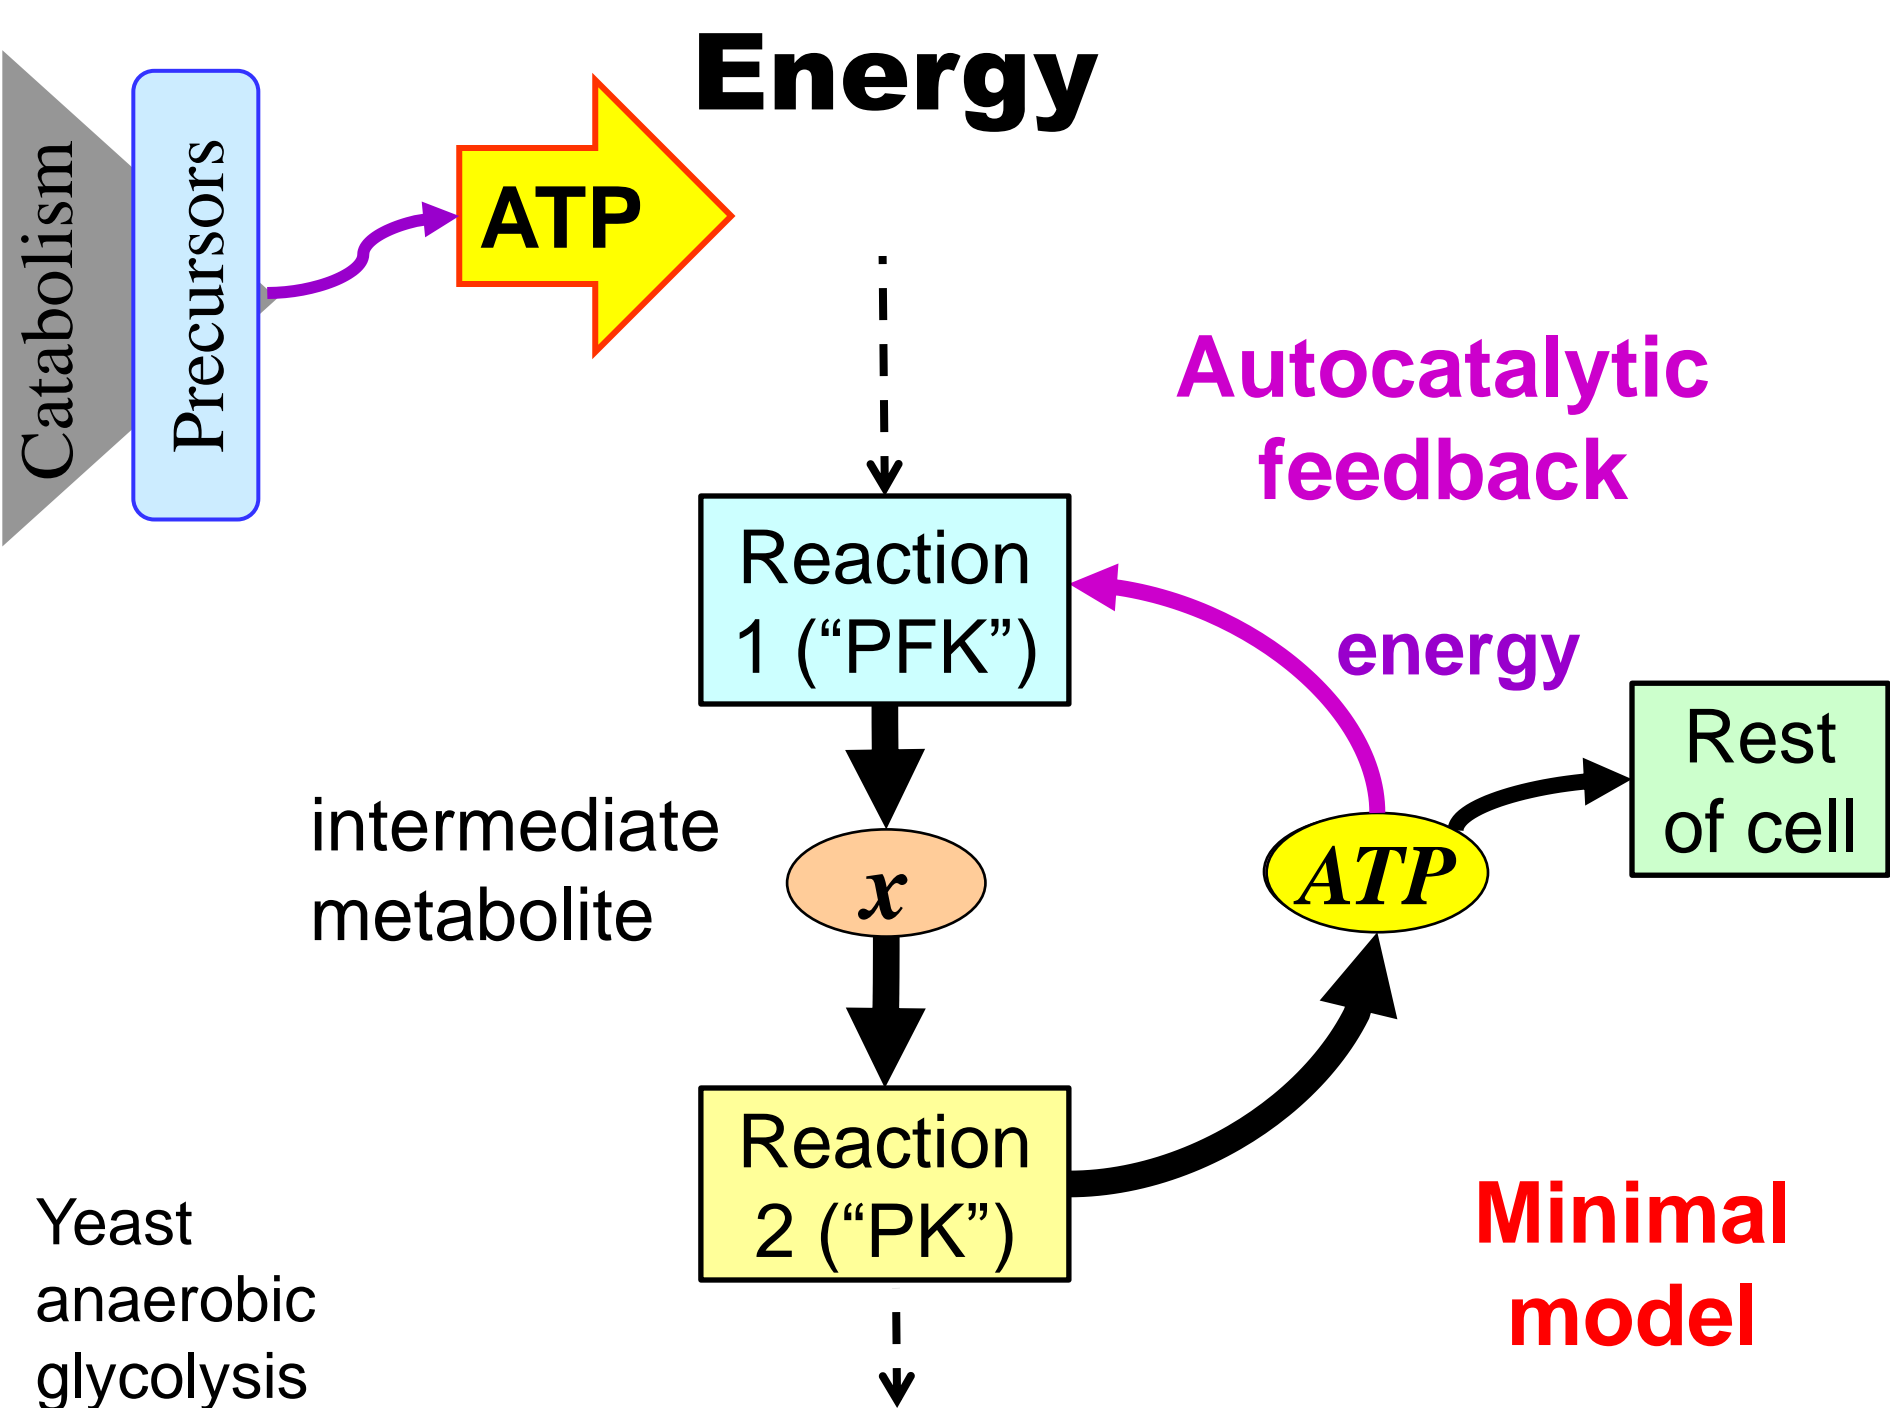 Energy
Catabolism
Precursors
ATP
Autocatalytic
feedback
Reaction
1 (“PFK”)
energy
Rest
of cell
intermediate
metabolite
x
ATP
Reaction
2 (“PK”)
Minimal
model
Yeast
anaerobic
glycolysis